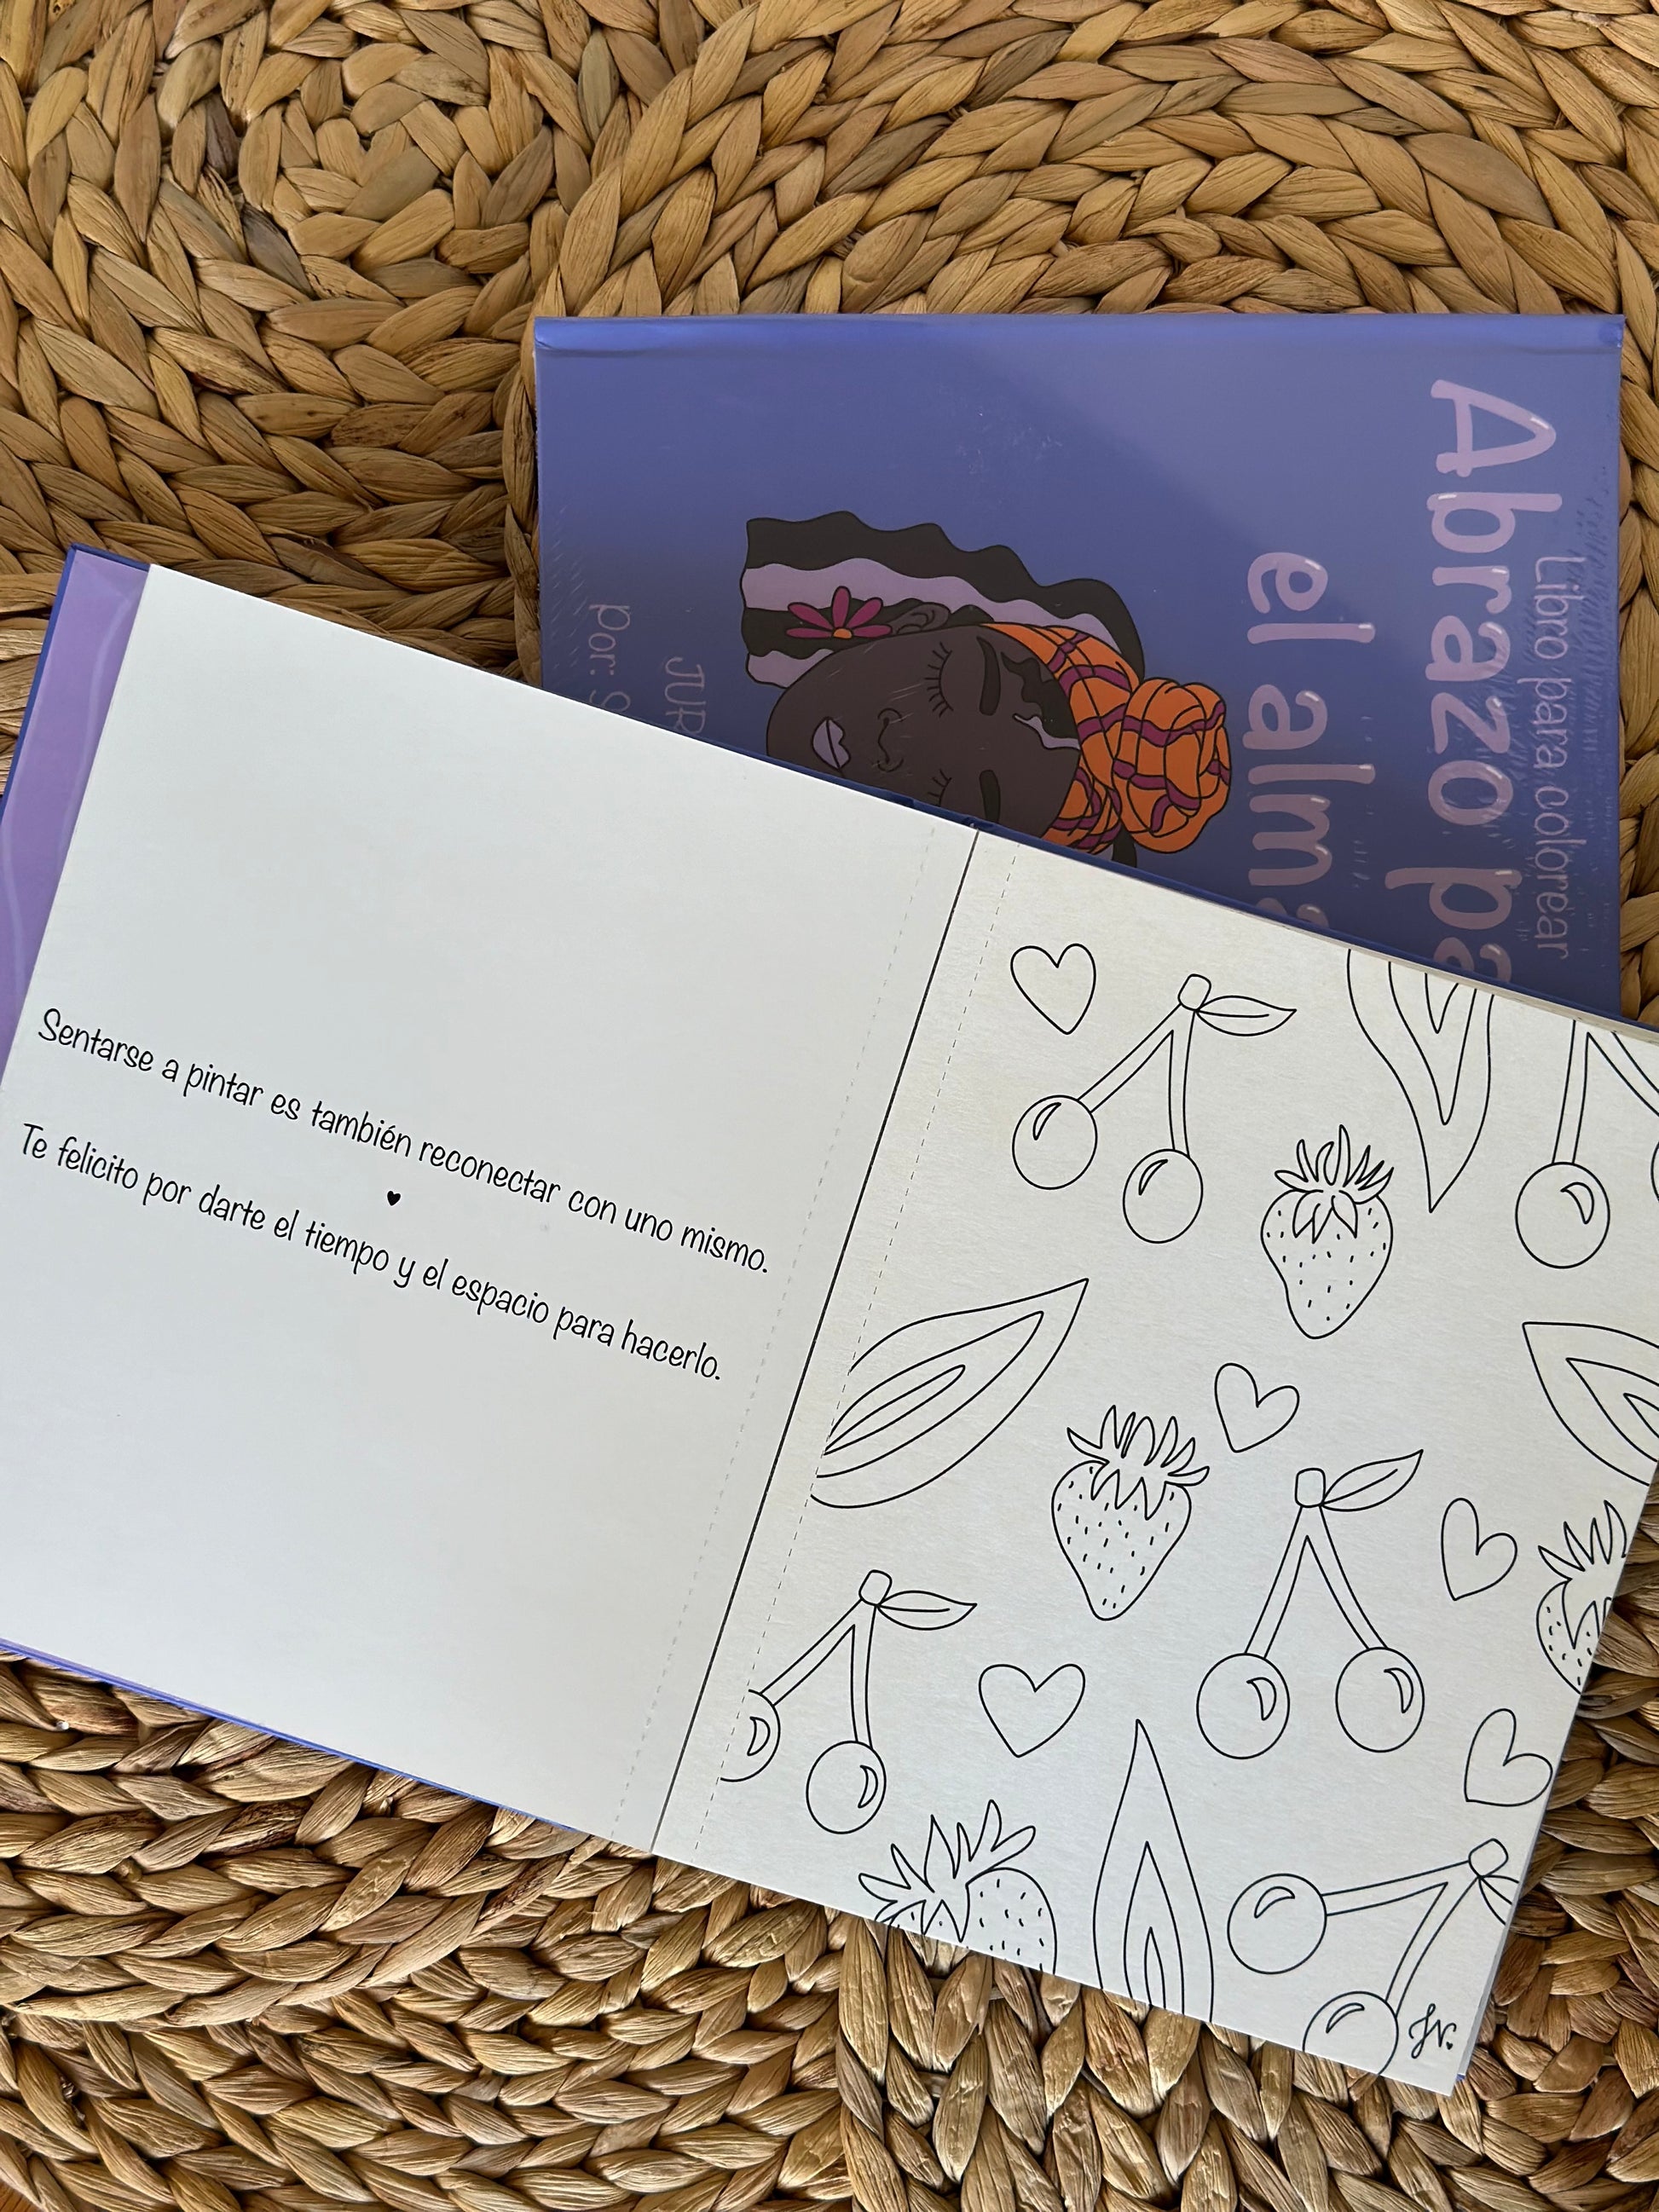 Libro para colorear
Abrazo pa
el alma
JUR
Por:
Sentarse a pintar es también reconectar con uno mismo.
♥
Te felicito por darte el tiempo y el espacio para hacerlo.